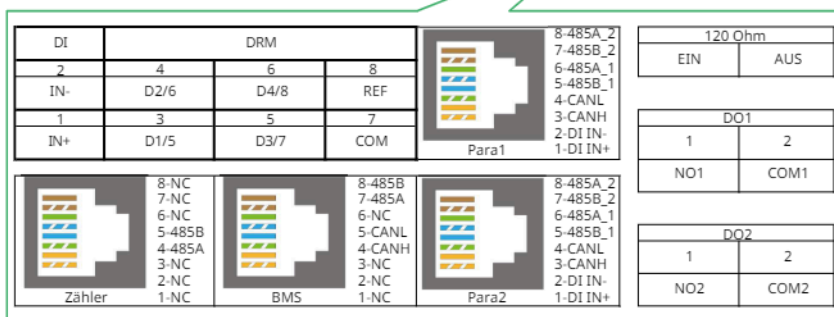 DI DRM
2 4 6 8
IN- D2/6 D4/8 REF
1 3 5 7
IN+ D1/5 D3/7 COM
8-485A_2
7-485B_2
6-485A_1
5-485B_1
4-CANL
3-CANH
2-DI IN-
1-DI IN+
Para1
120 Ohm
EIN AUS
DO1
1 2
NO1 COM1
8-NC
7-NC
6-NC
5-485B
4-485A
3-NC
2-NC
1-NC
Zähler
8-485B
7-485A
6-NC
5-CANL
4-CANH
3-NC
2-NC
1-NC
BMS
8-485A_2
7-485B_2
6-485A_1
5-485B_1
4-CANL
3-CANH
2-DI IN-
1-DI IN+
Para2
DO2
1 2
NO2 COM2